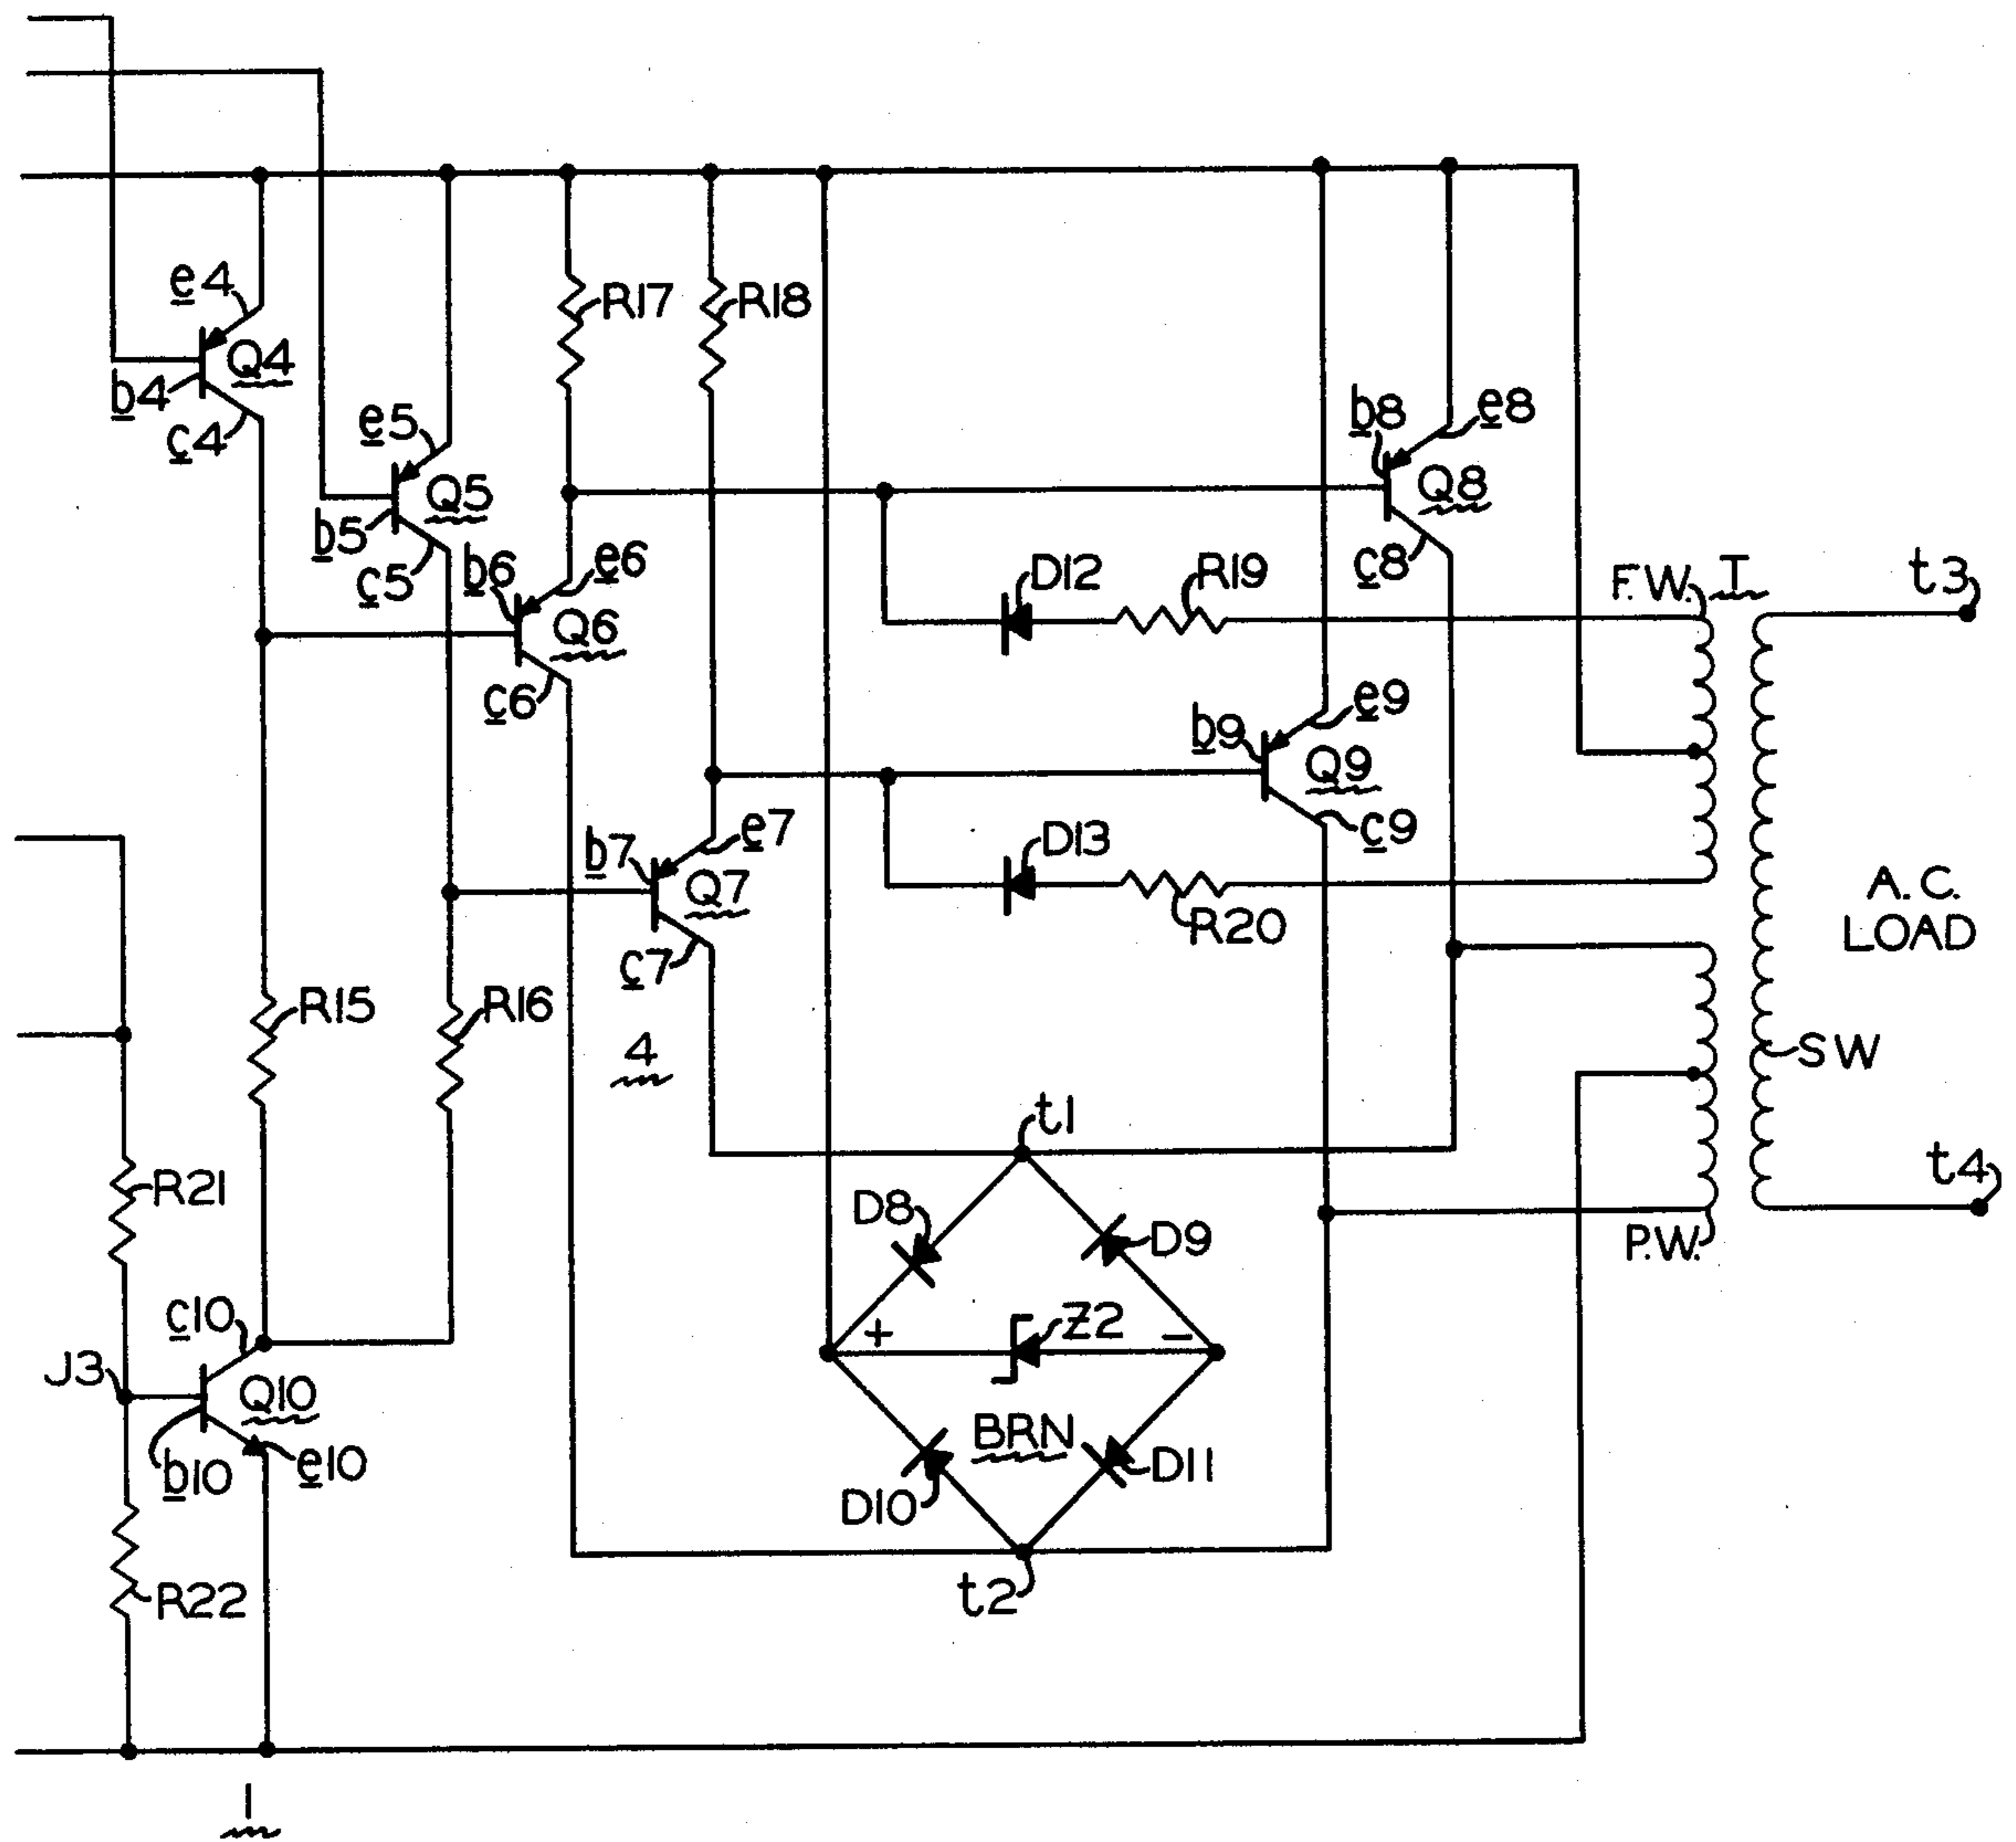 e4
R17
R18
Q4
b4
b8
e8
c4
e5
Q5
Q8
b5
b6
e6
c5
c8
D12
R19
F.W.
T
t3
Q6
c6
b9
e9
Q9
b7
e7
D13
c9
Q7
R20
A.C.
LOAD
c7
R15
R16
4
SW
t1
R21
D8
D9
t4
P.W.
c10
+
Z2
−
J3
Q10
BRN
b10
e10
D10
D11
R22
t2
1